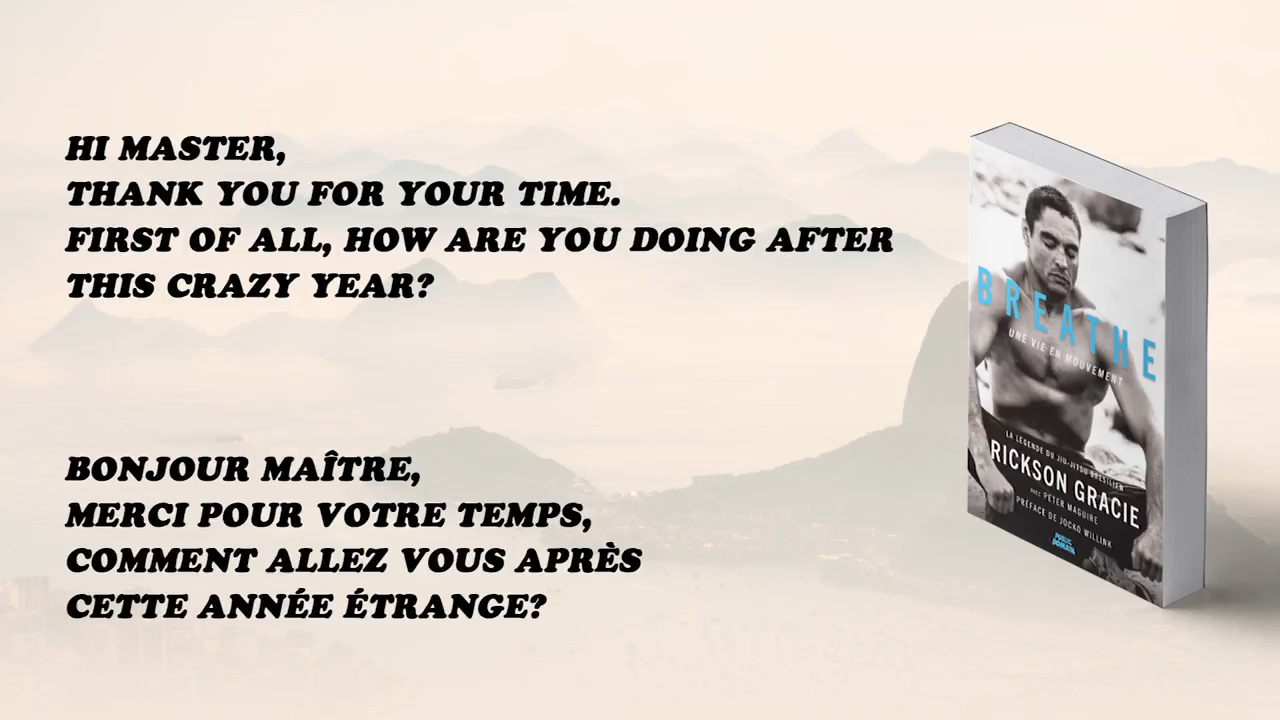 HI MASTER,
THANK YOU FOR YOUR TIME.
FIRST OF ALL, HOW ARE YOU DOING AFTER
THIS CRAZY YEAR?
BONJOUR MAÎTRE,
MERCI POUR VOTRE TEMPS,
COMMENT ALLEZ VOUS APRÈS
CETTE ANNÉE ÉTRANGE?
BREATHE
UNE VIE EN MOUVEMENT
LA LÉGENDE DU JIU-JITSU BRÉSILIEN
RICKSON GRACIE
AVEC PETER MAGUIRE
PRÉFACE DE JOCKO WILLINK
PUBLIC
DOMAIN